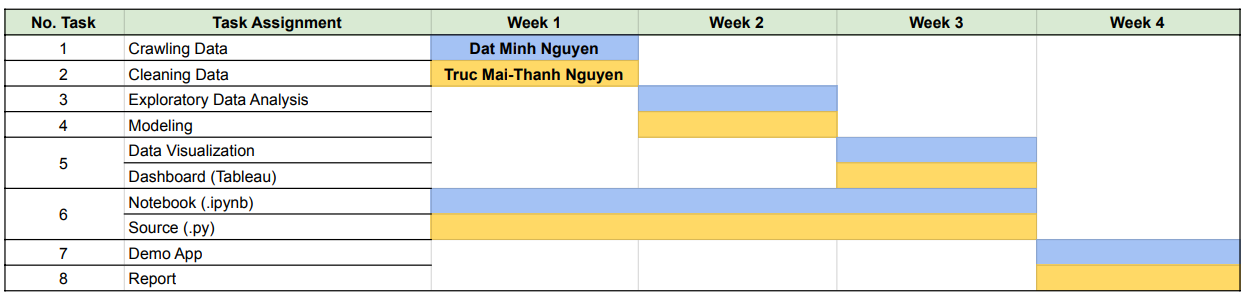 No. Task Task Assignment Week 1 Week 2 Week 3 Week 4
1 Crawling Data Dat Minh Nguyen
2 Cleaning Data Truc Mai-Thanh Nguyen
3 Exploratory Data Analysis
4 Modeling
5 Data Visualization
Dashboard (Tableau)
6 Notebook (.ipynb)
Source (.py)
7 Demo App
8 Report